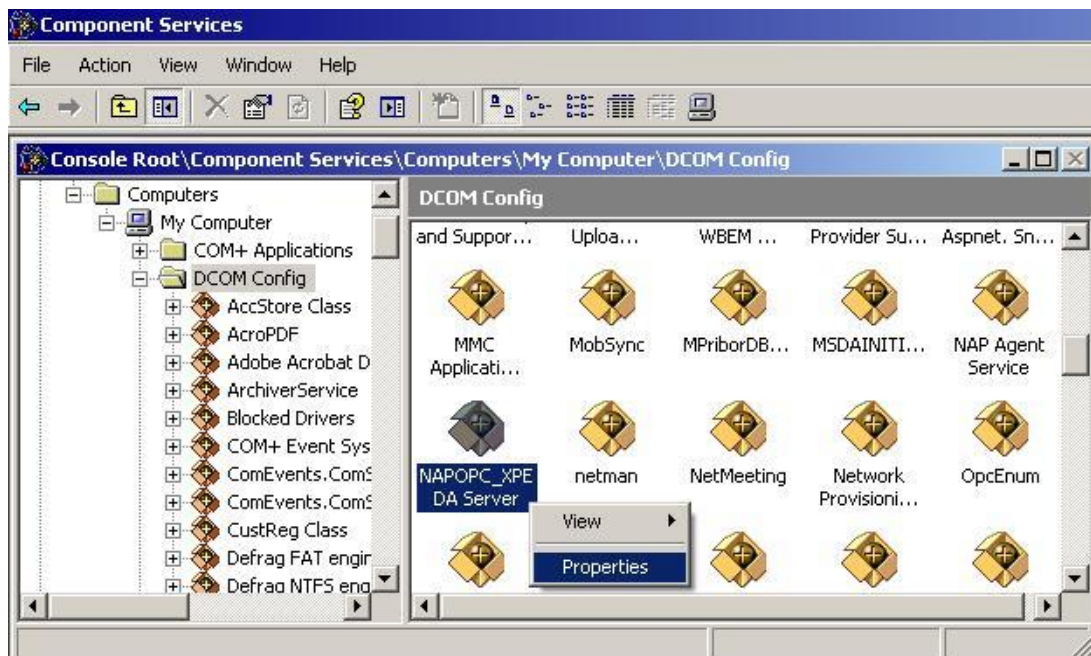 Component Services
File Action View Window Help
Console Root\Component Services\Computers\My Computer\DCOM Config
Computers
My Computer
COM+ Applications
DCOM Config
AccStore Class
AcroPDF
Adobe Acrobat D
ArchiverService
Blocked Drivers
COM+ Event Sys
ComEvents.ComS
ComEvents.ComS
CustReg Class
Defrag FAT engir
Defrag NTFS eng
DCOM Config
and Suppor... Uploa... WBEM ... Provider Su... Aspnet. Sn...
MMC Applicati...
MobSync
MPriborDB...
MSDAINITI...
NAP Agent Service
NAPOPC_XPE DA Server
netman
NetMeeting
Network Provisioni...
OpcEnum
View
Properties